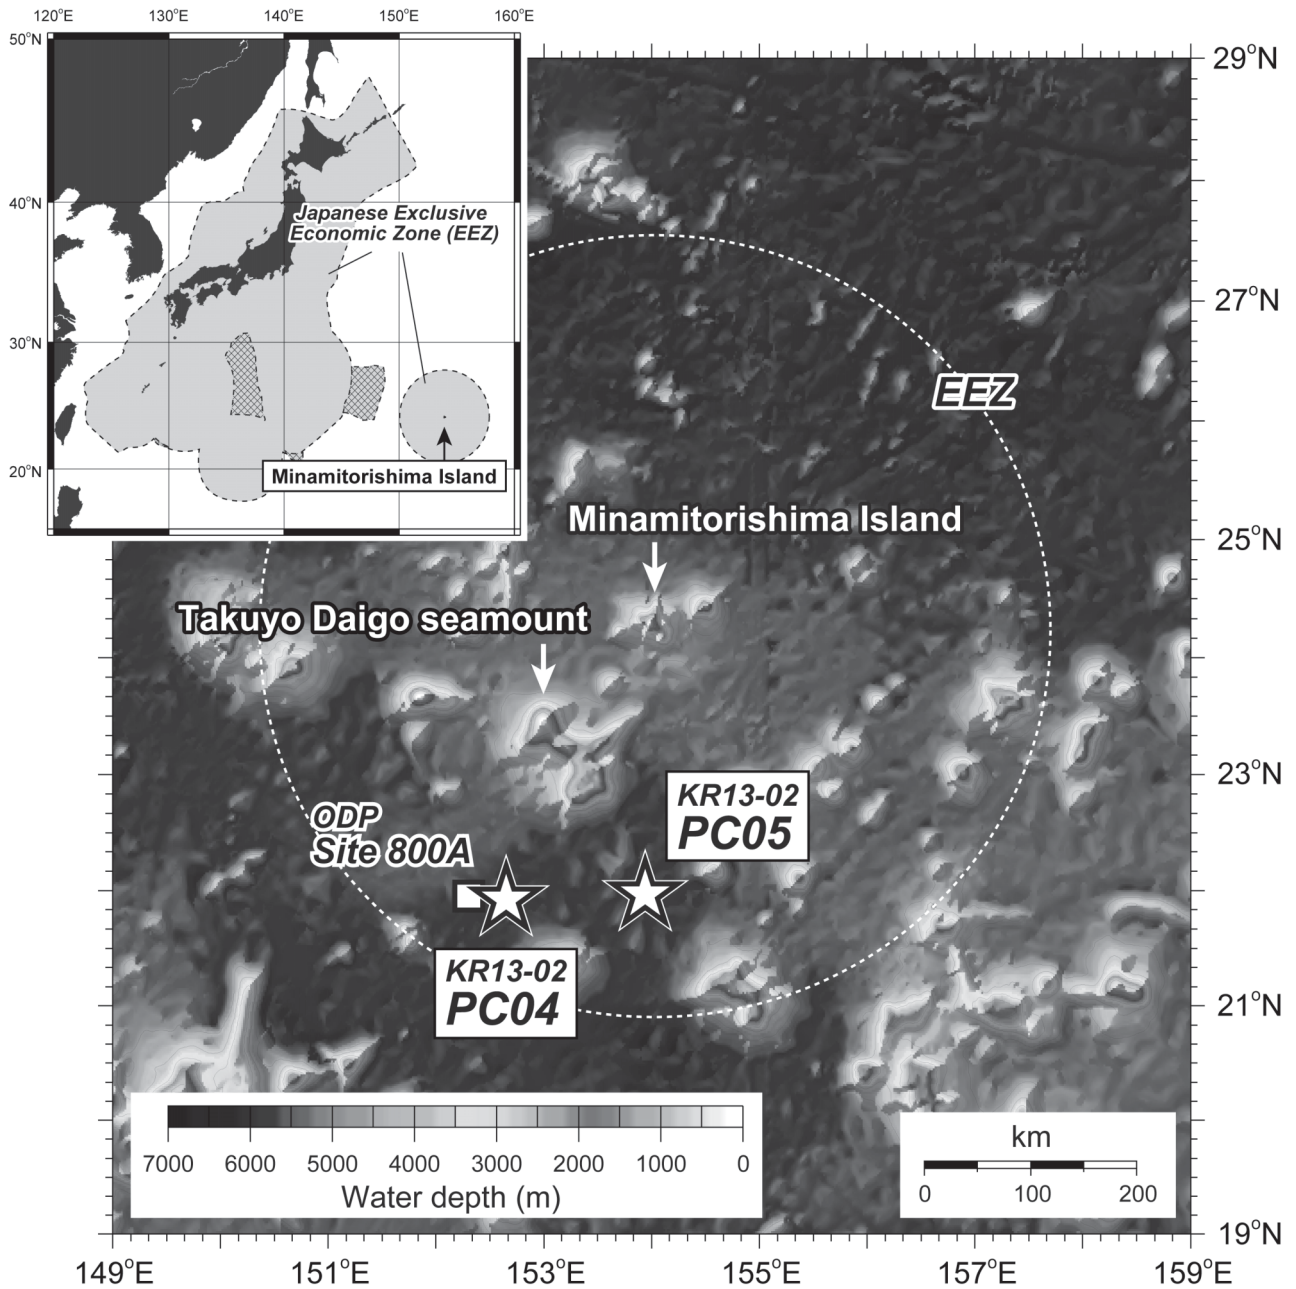 120°E 130°E 140°E 150°E 160°E
50°N
40°N
30°N
20°N
Japanese Exclusive
Economic Zone (EEZ)
Minamitorishima Island
29°N
27°N
25°N
23°N
21°N
19°N
EEZ
Minamitorishima Island
Takuyo Daigo seamount
KR13-02
PC05
ODP
Site 800A
KR13-02
PC04
7000 6000 5000 4000 3000 2000 1000 0
Water depth (m)
km
0 100 200
149°E 151°E 153°E 155°E 157°E 159°E